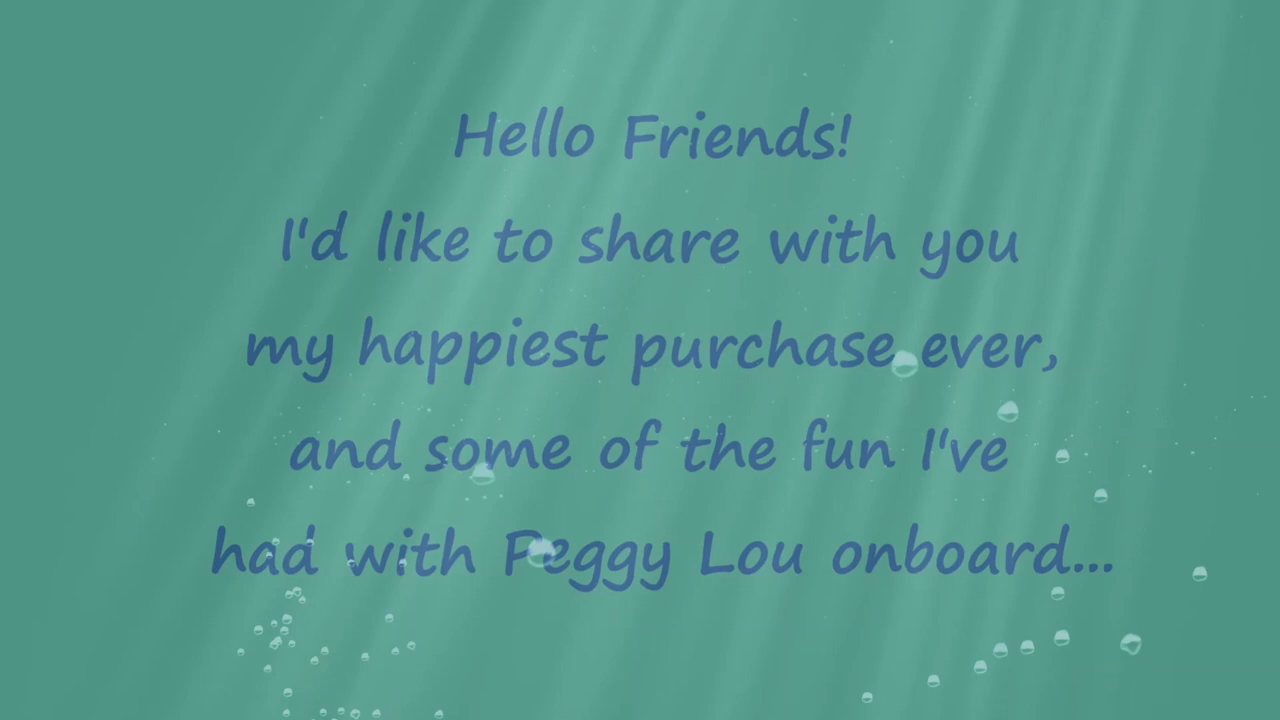 Hello Friends!
I'd like to share with you
my happiest purchase ever,
and some of the fun I've
had with Peggy Lou onboard...